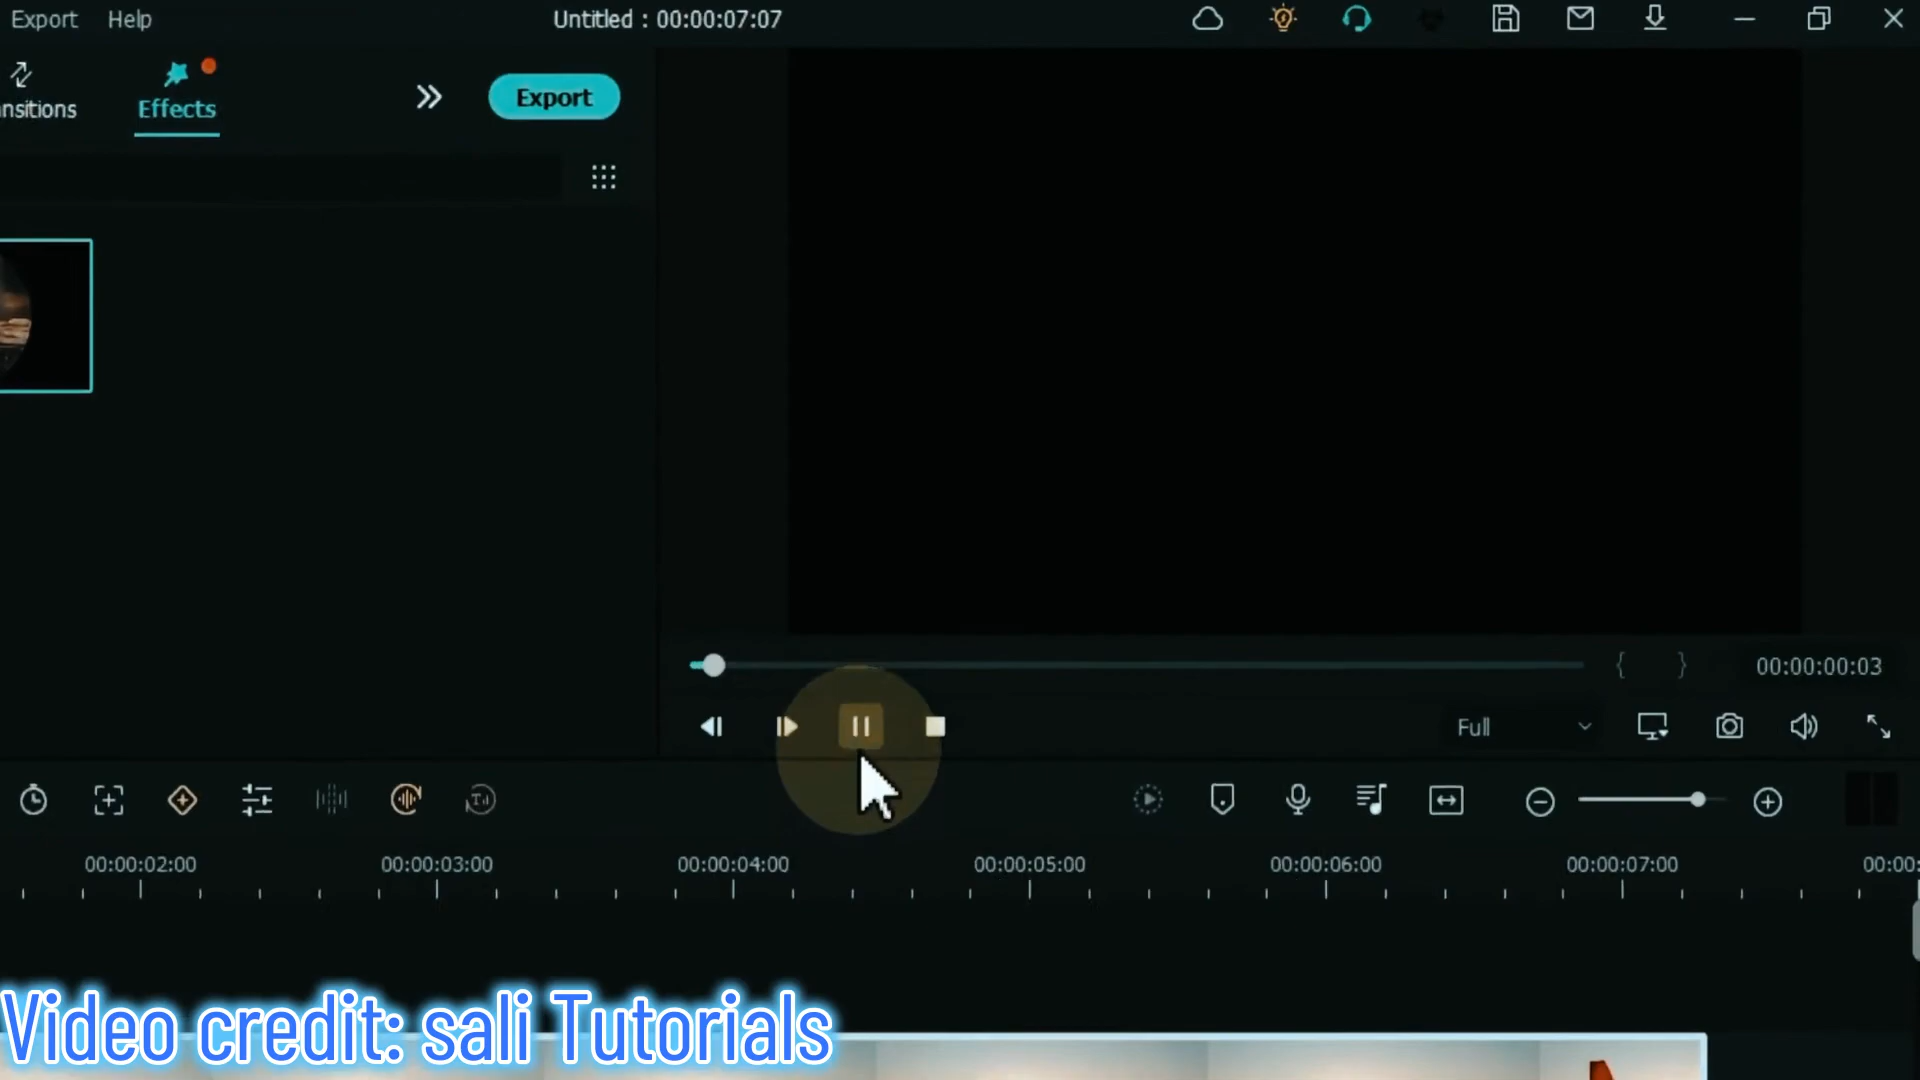 Export Help
Untitled : 00:00:07:07
nsitions
Effects
Export
00:00:00:03
Full
00:00:02:00 00:00:03:00 00:00:04:00 00:00:05:00 00:00:06:00 00:00:07:00 00:00:
Video credit: sali Tutorials